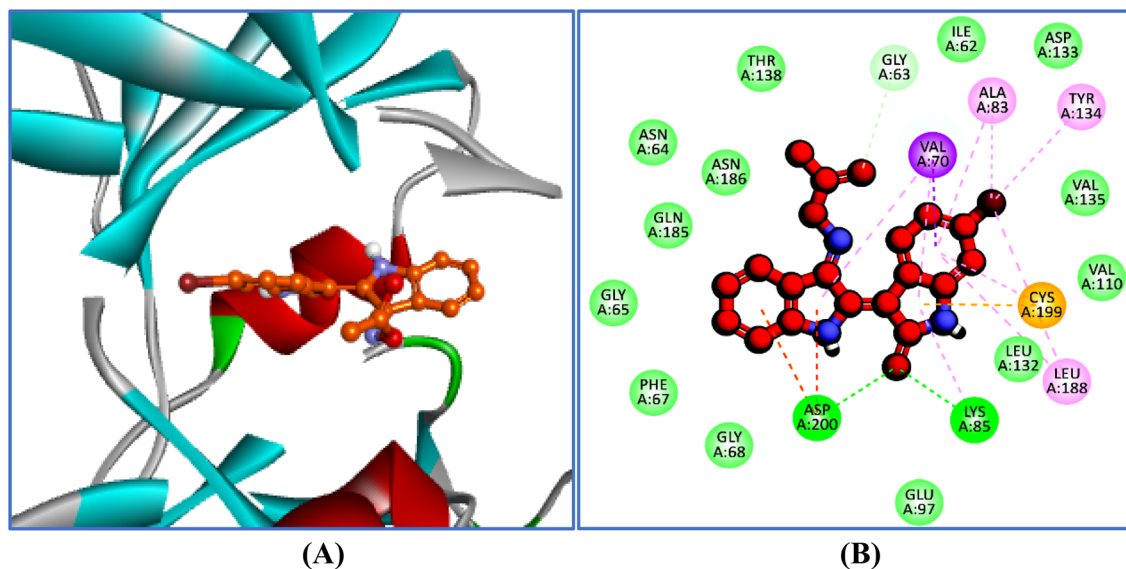 ILE
A:62
ASP
A:133
THR
A:138
GLY
A:63
ALA
A:83
TYR
A:134
ASN
A:64
VAL
A:70
ASN
A:186
VAL
A:135
GLN
A:185
VAL
A:110
GLY
A:65
CYS
A:199
LEU
A:132
LEU
A:188
PHE
A:67
ASP
A:200
LYS
A:85
GLY
A:68
GLU
A:97
(A)
(B)